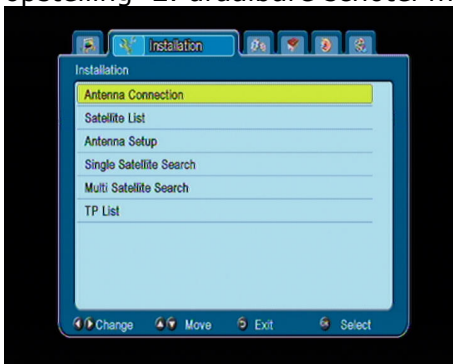 Installation
Installation
Antenna Connection
Satellite List
Antenna Setup
Single Satellite Search
Multi Satellite Search
TP List
Change Move Exit Select